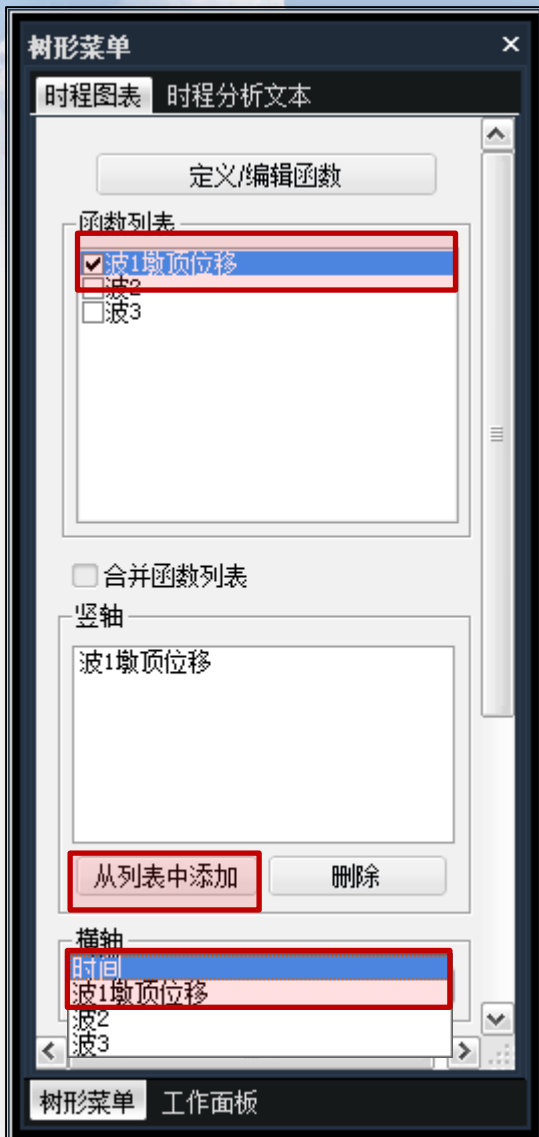 树形菜单 ×
时程图表 时程分析文本
定义/编辑函数
函数列表
波1墩顶位移
波2
波3
合并函数列表
竖轴
波1墩顶位移
从列表中添加 删除
横轴
时间
波1墩顶位移
波2
波3
树形菜单 工作面板